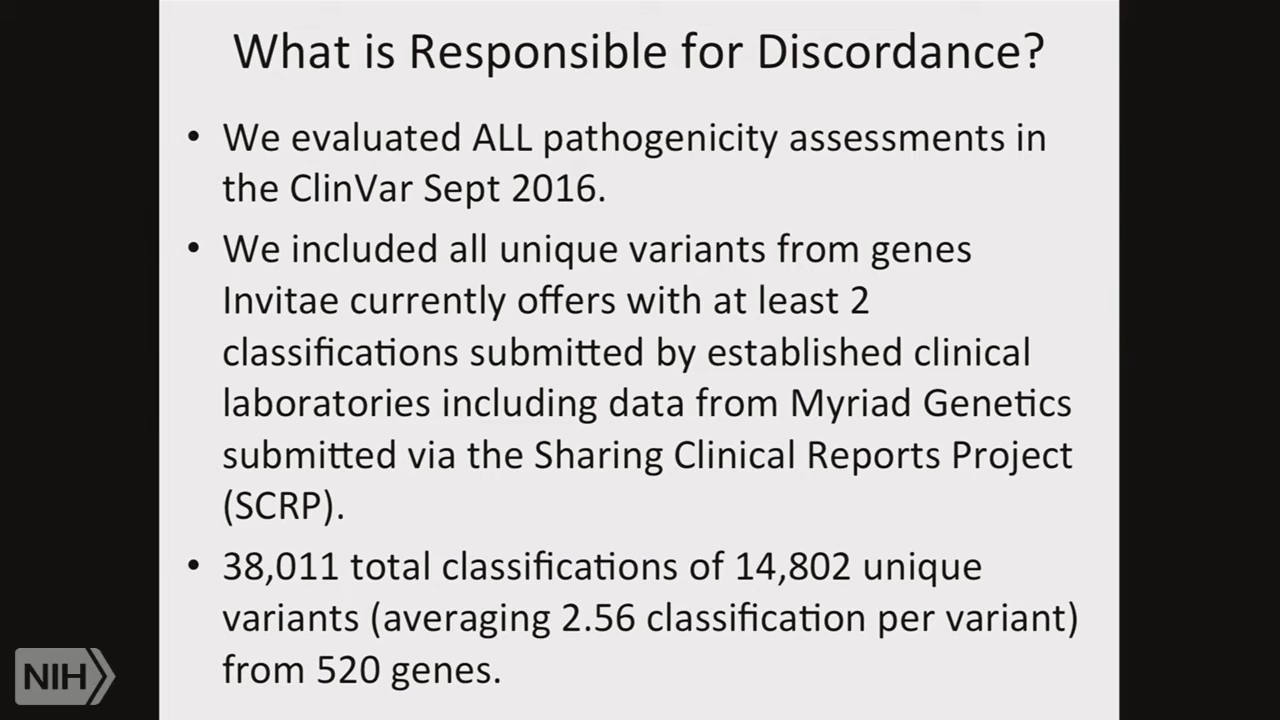 What is Responsible for Discordance?
• We evaluated ALL pathogenicity assessments in
the ClinVar Sept 2016.
• We included all unique variants from genes
Invitae currently offers with at least 2
classifications submitted by established clinical
laboratories including data from Myriad Genetics
submitted via the Sharing Clinical Reports Project
(SCRP).
• 38,011 total classifications of 14,802 unique
variants (averaging 2.56 classification per variant)
from 520 genes.
NIH